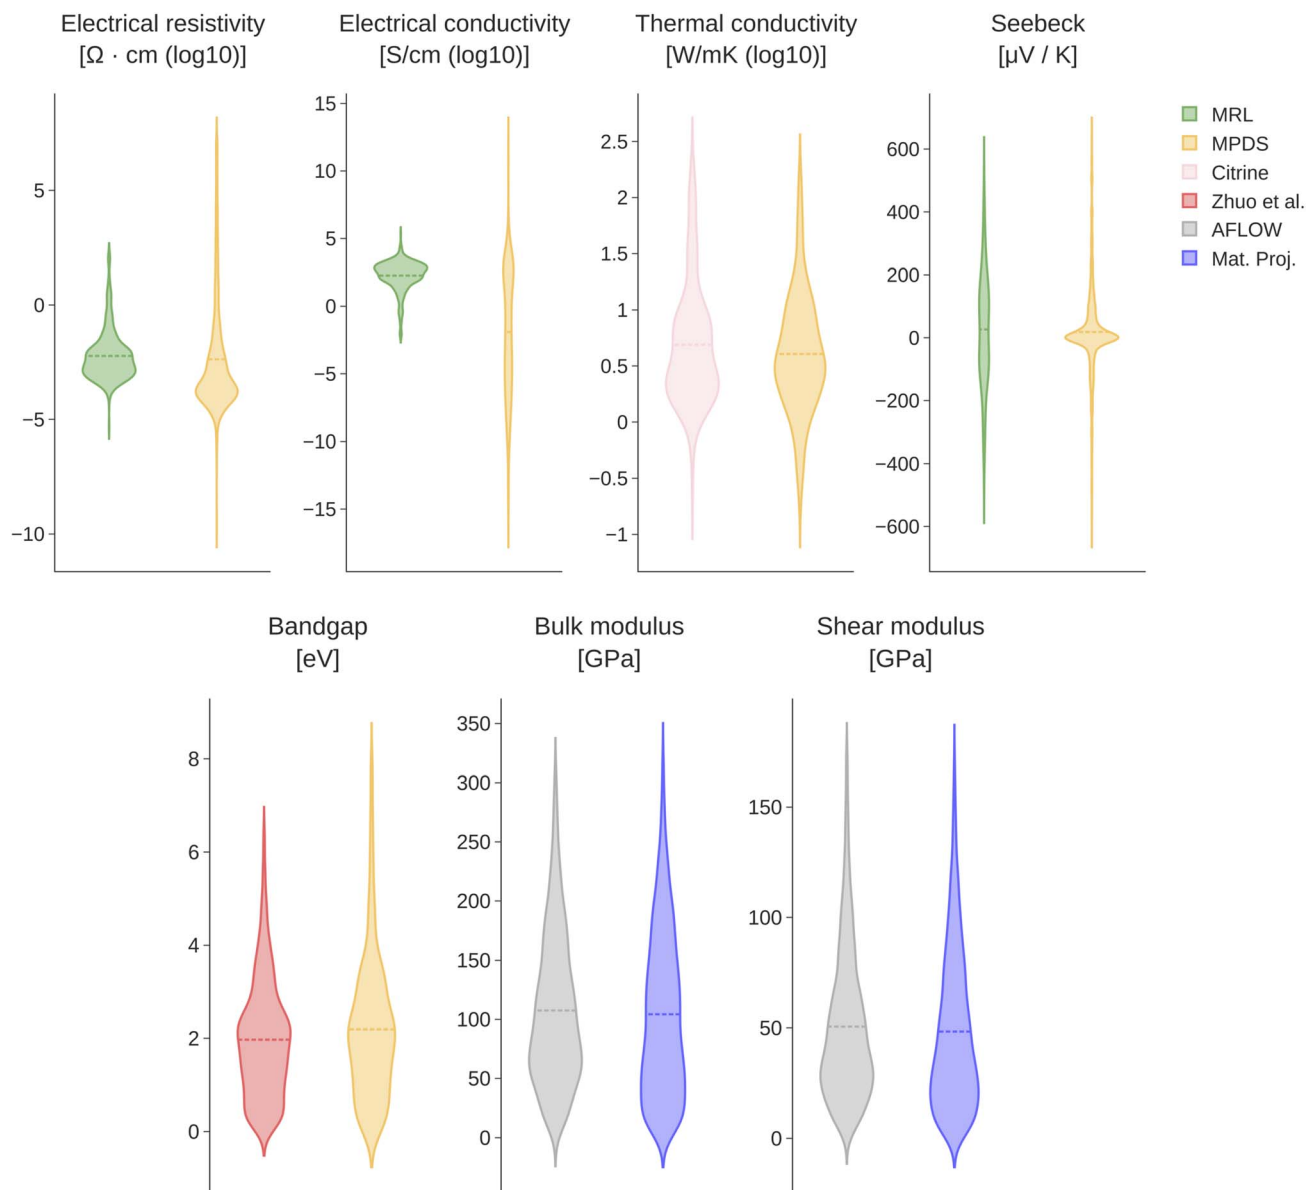 Electrical resistivity
[Ω · cm (log10)]
Electrical conductivity
[S/cm (log10)]
Thermal conductivity
[W/mK (log10)]
Seebeck
[μV / K]
5
0
−5
−10
15
10
5
0
−5
−10
−15
2.5
2
1.5
1
0.5
0
−0.5
−1
600
400
200
0
−200
−400
−600
MRL
MPDS
Citrine
Zhuo et al.
AFLOW
Mat. Proj.
Bandgap
[eV]
Bulk modulus
[GPa]
Shear modulus
[GPa]
8
6
4
2
0
350
300
250
200
150
100
50
0
150
100
50
0